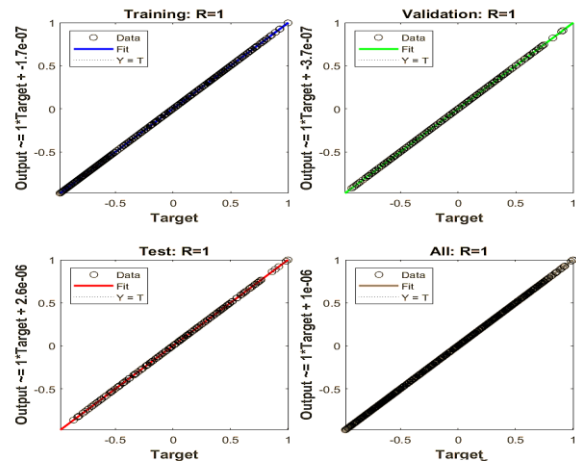 Training: R=1
Output ~= 1*Target + -1.7e-07
1
0.5
0
-0.5
Data
Fit
Y = T
-0.5 0 0.5 1
Target
Validation: R=1
Output ~= 1*Target + -3.7e-07
1
0.5
0
-0.5
Data
Fit
Y = T
-0.5 0 0.5 1
Target
Test: R=1
Output ~= 1*Target + 2.6e-06
1
0.5
0
-0.5
Data
Fit
Y = T
-0.5 0 0.5 1
Target
All: R=1
Output ~= 1*Target + 1e-06
1
0.5
0
-0.5
Data
Fit
Y = T
-0.5 0 0.5 1
Target